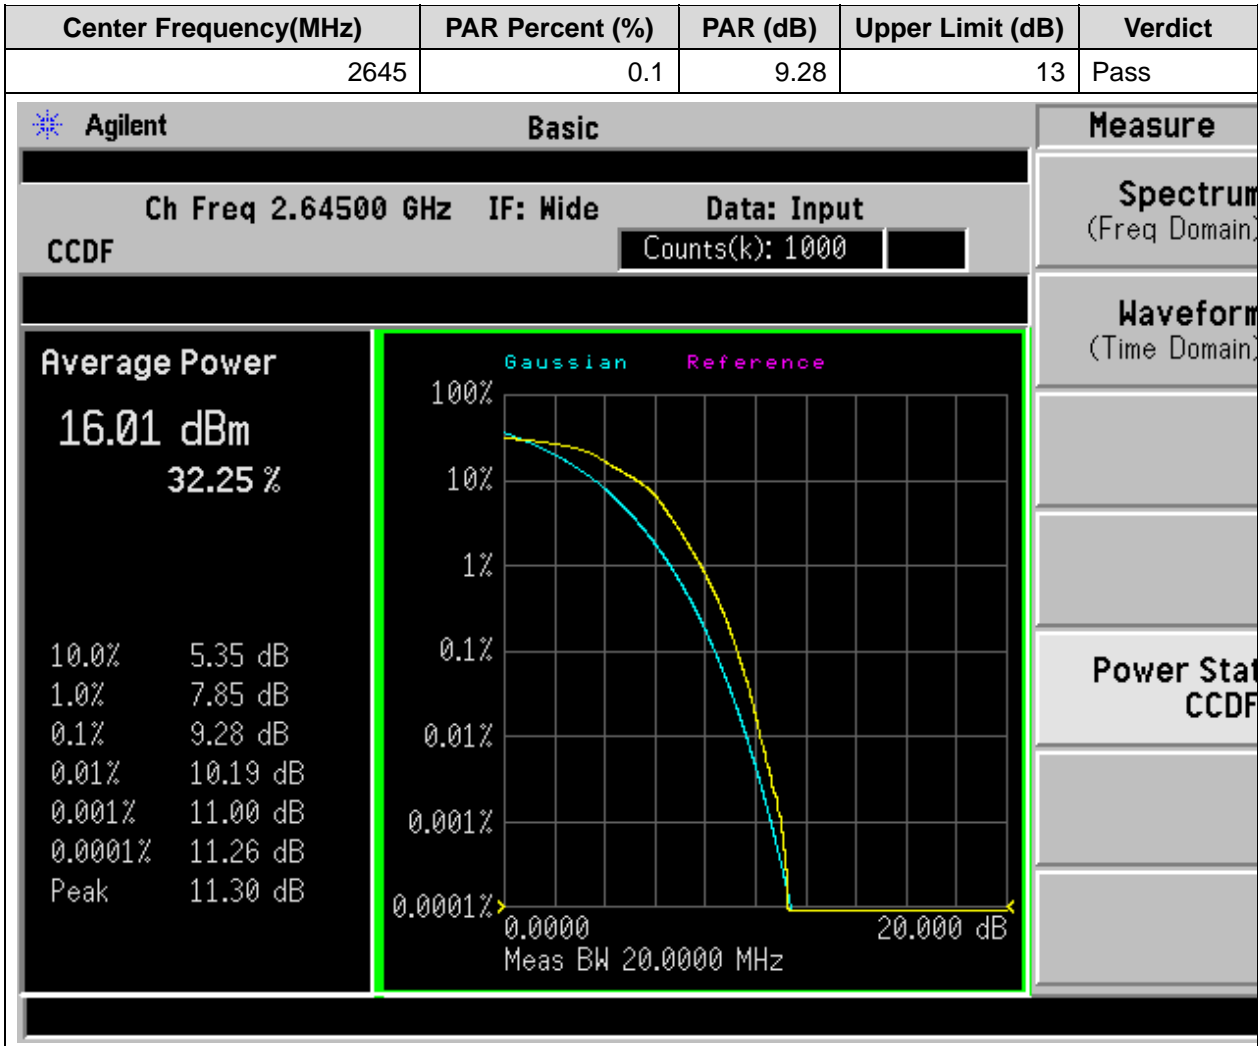 Center Frequency(MHz) PAR Percent (%) PAR (dB) Upper Limit (dB) Verdict
2645 0.1 9.28 13 Pass
Agilent Basic Measure
Ch Freq 2.64500 GHz IF: Wide Data: Input
CCDF Counts(k): 1000
Spectrum
(Freq Domain)
Waveform
(Time Domain)
Power Stat
CCDF
Average Power
16.01 dBm
32.25 %
10.0% 5.35 dB
1.0% 7.85 dB
0.1% 9.28 dB
0.01% 10.19 dB
0.001% 11.00 dB
0.0001% 11.26 dB
Peak 11.30 dB
Gaussian Reference
100%
10%
1%
0.1%
0.01%
0.001%
0.0001%
0.0000 20.000 dB
Meas BW 20.0000 MHz